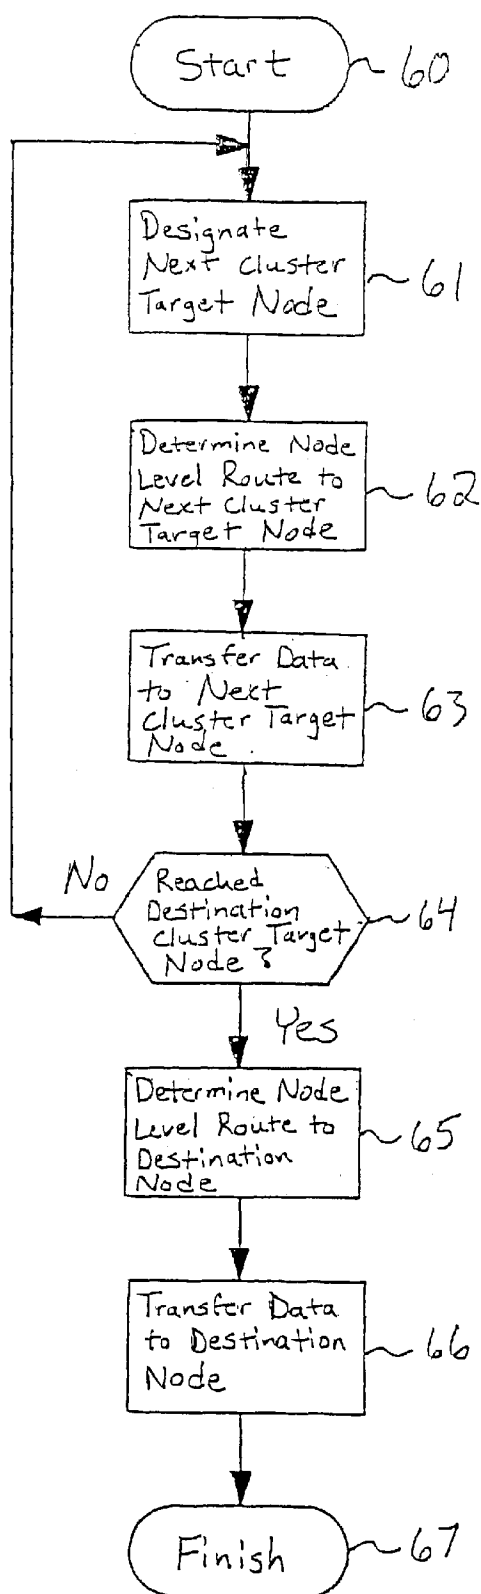 Start
60
Designate
Next Cluster
Target Node
61
Determine Node
Level Route to
Next Cluster
Target Node
62
Transfer Data
to Next
Cluster Target
Node
63
No
Reached
Destination
Cluster Target
Node ?
64
Yes
Determine Node
Level Route to
Destination
Node
65
Transfer Data
to Destination
Node
66
Finish
67